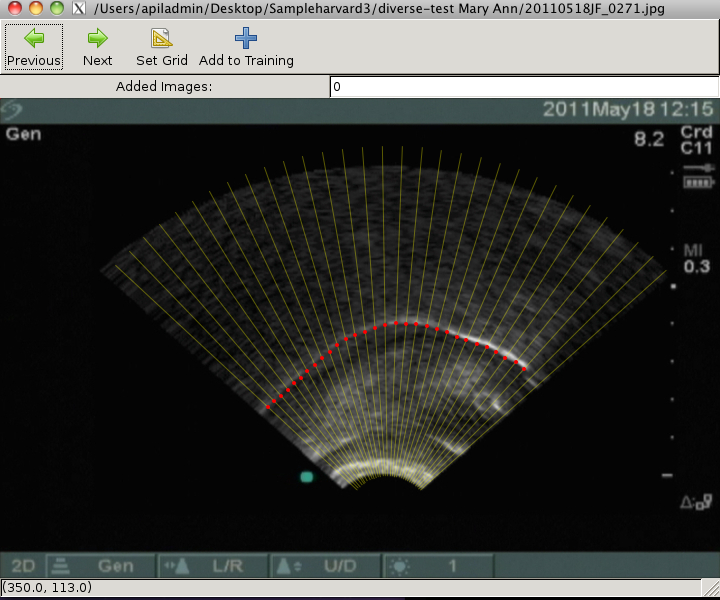 /Users/apiladmin/Desktop/Sampleharvard3/diverse-test Mary Ann/20110518JF_0271.jpg
Previous Next Set Grid Add to Training
Added Images: 0
2011May18 12:15
Gen 8.2 Crd
C11
MI
0.3
2D Gen L/R U/D 1
(350.0, 113.0)